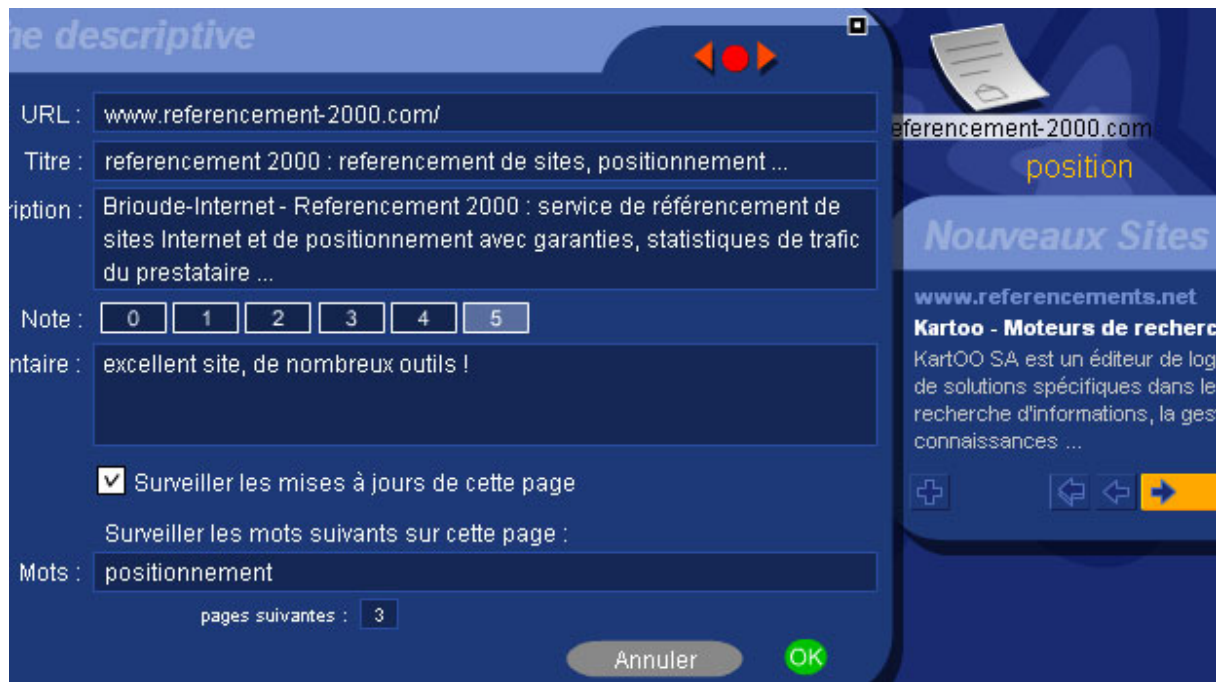 he descriptive
URL : www.referencement-2000.com/
Titre : referencement 2000 : referencement de sites, positionnement ...
ription : Brioude-Internet - Referencement 2000 : service de référencement de
sites Internet et de positionnement avec garanties, statistiques de trafic
du prestataire ...
Note : 0 1 2 3 4 5
ntaire : excellent site, de nombreux outils !
Surveiller les mises à jours de cette page
Surveiller les mots suivants sur cette page :
Mots : positionnement
pages suivantes : 3
Annuler OK
eferencement-2000.com
position
Nouveaux Sites
www.referencements.net
Kartoo - Moteurs de recherc
KartOO SA est un éditeur de log
de solutions spécifiques dans le
recherche d'informations, la ges
connaissances ...